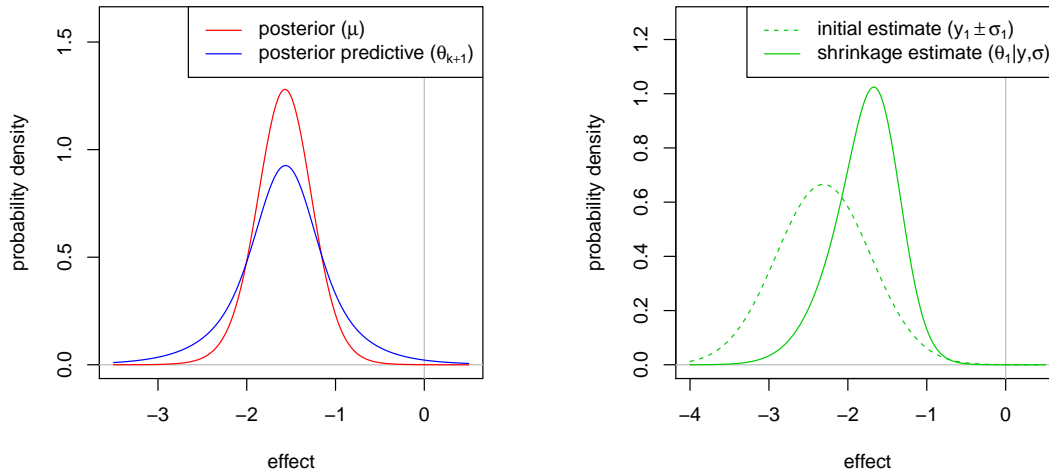 posterior (μ)
posterior predictive (θk+1)
probability density
0.0 0.5 1.0 1.5
−3 −2 −1 0
effect
initial estimate (y1 ± σ1)
shrinkage estimate (θ1|y,σ)
probability density
0.0 0.2 0.4 0.6 0.8 1.0 1.2
−4 −3 −2 −1 0
effect